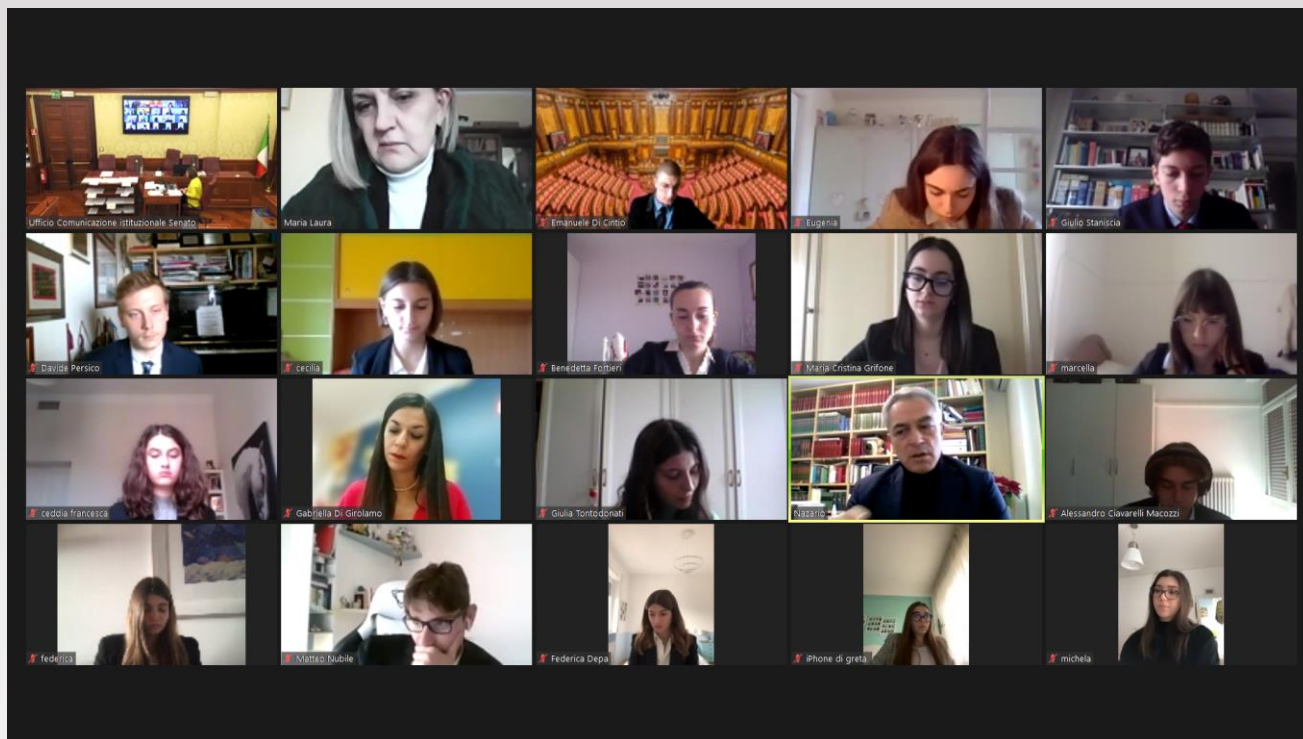 Ufficio Comunicazione istituzionale Senato
Maria Laura
Emanuele Di Cintio
Eugenia
Giulio Staniscia
Davide Persico
cecilia
Benedetta Fortieri
Maria Cristina Grifone
marcella
ceddia francesca
Gabriella Di Girolamo
Giulia Tontodonati
Nazario
Alessandro Ciavarelli Macozzi
federica
Matteo Nubile
Federica Depa
iPhone di greta
michela